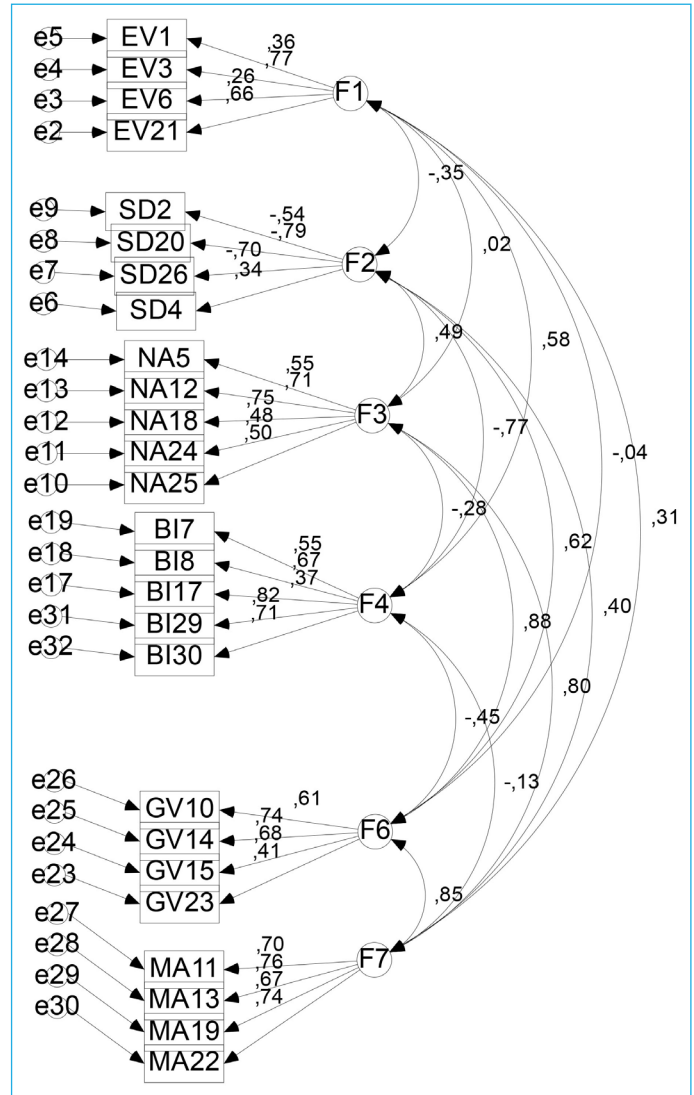 e5 EV1
,36
,77
e4 EV3
,26
e3 EV6
,66
F1
e2 EV21
-,35
e9 SD2
-,54
e8 SD20
-,79
,02
-,70
e7 SD26
,34
F2
e6 SD4
,49
,58
e14 NA5
,55
,71
e13 NA12
,75
e12 NA18
,48
F3
,50
-,77
e11 NA24
-,04
e10 NA25
-,28
,31
e19 BI7
,55
,62
e18 BI8
,67
,37
e17 BI17
,82
F4
,40
e31 BI29
,71
,88
e32 BI30
,80
-,45
-,13
e26 GV10
,61
e25 GV14
,74
,68
F6
e24 GV15
,41
e23 GV23
,85
e27 MA11
,70
,76
F7
e28 MA13
,67
,74
e29 MA19
e30 MA22